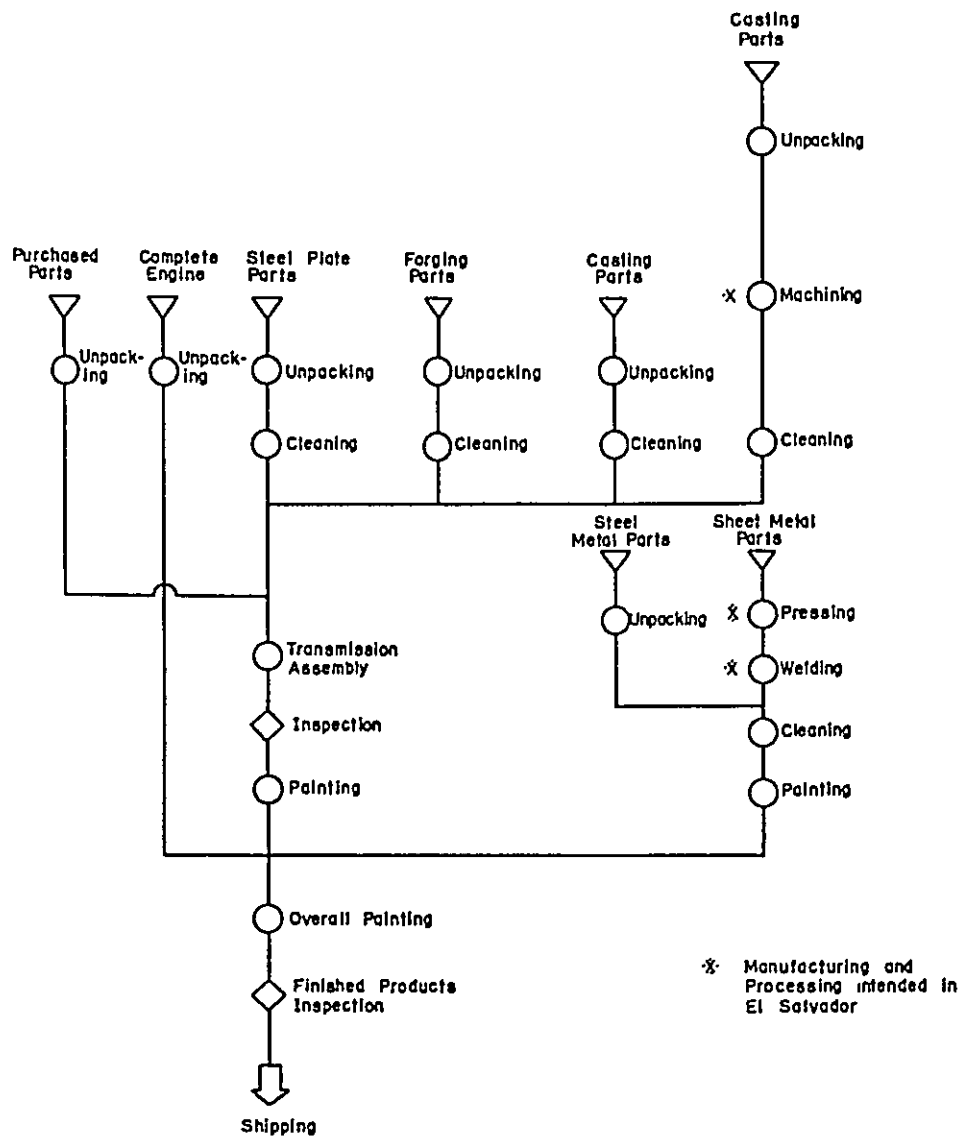 Casting
Parts
Unpacking
Purchased
Parts
Complete
Engine
Steel Plate
Parts
Forging
Parts
Casting
Parts
※ Machining
Unpack-
ing
Unpack-
ing
Unpacking
Unpacking
Unpacking
Cleaning
Cleaning
Cleaning
Cleaning
Steel
Metal Parts
Sheet Metal
Parts
Unpacking
※ Pressing
Transmission
Assembly
※ Welding
Inspection
Cleaning
Painting
Painting
Overall Painting
Finished Products
Inspection
※ Manufacturing and
Processing intended in
El Salvador
Shipping